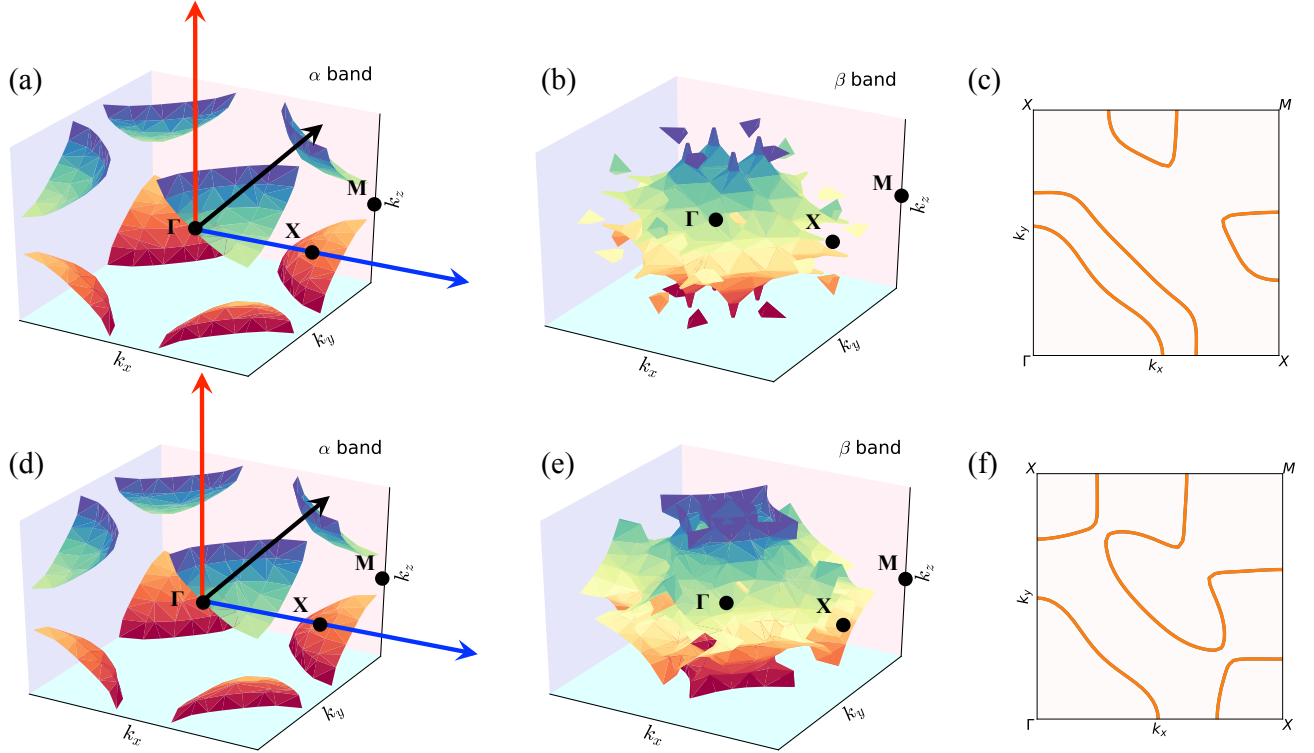 (a)
α band
Γ
X
M
k_z
k_y
k_x
(b)
β band
Γ
X
M
k_z
k_y
k_x
(c)
X
M
k_y
Γ
k_x
X
(d)
α band
Γ
X
M
k_z
k_y
k_x
(e)
β band
Γ
X
M
k_z
k_y
k_x
(f)
X
M
k_y
Γ
k_x
X